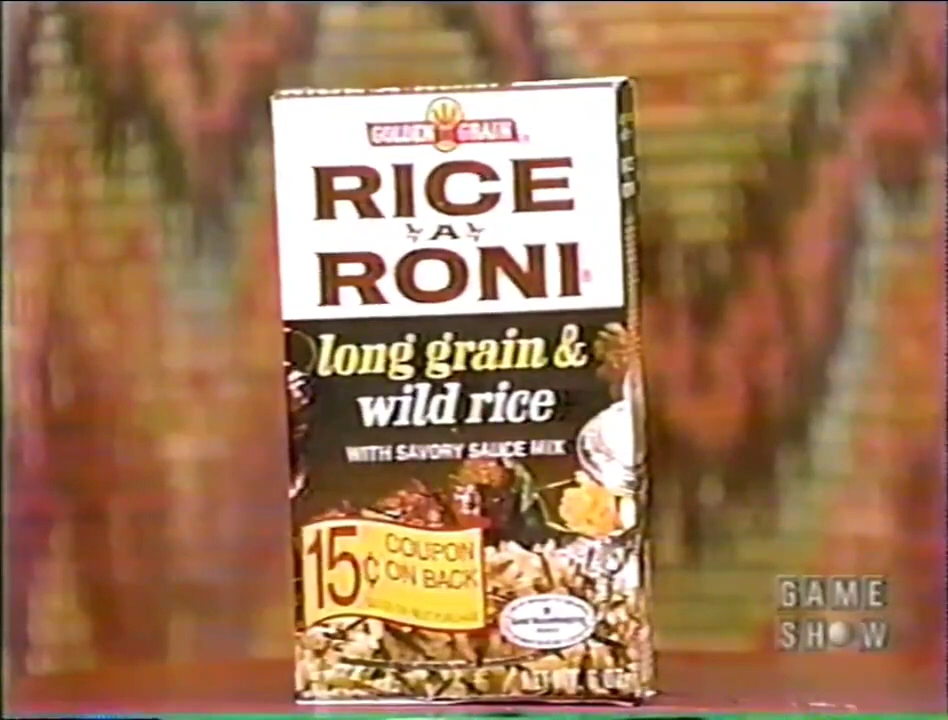 GOLDEN GRAIN
RICE
A
RONI
long grain &
wild rice
WITH SAVORY SAUCE MIX
15¢ COUPON
ON BACK
GAME
SHOW